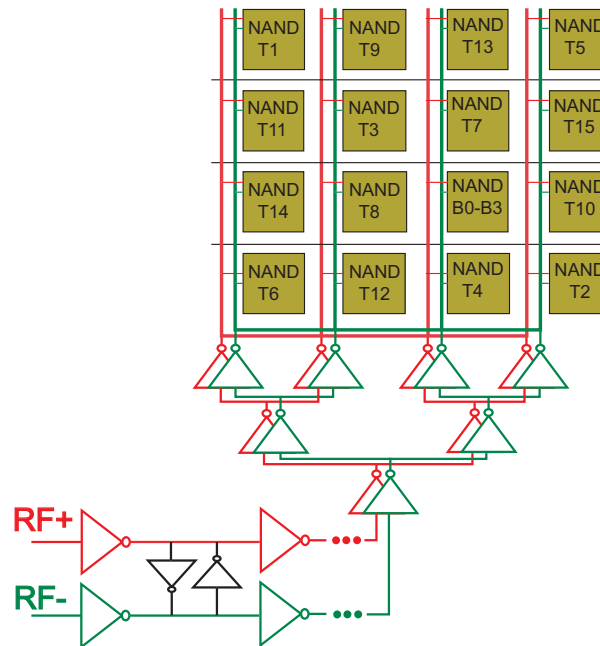 NAND NAND NAND NAND
T1 T9 T13 T5
NAND NAND NAND NAND
T11 T3 T7 T15
NAND NAND NAND NAND
T14 T8 B0-B3 T10
NAND NAND NAND NAND
T6 T12 T4 T2
RF+
RF-